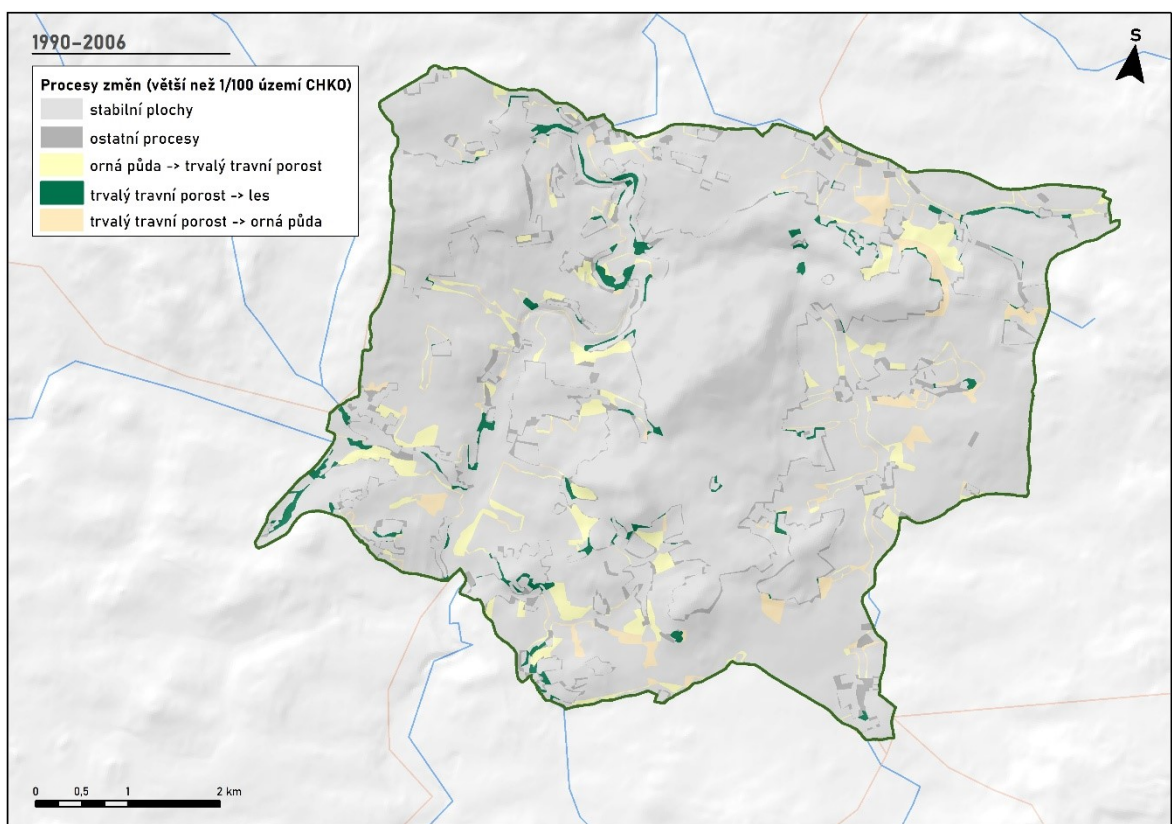 1990–2006
S
Procesy změn (větší než 1/100 území CHKO)
stabilní plochy
ostatní procesy
orná půda -> trvalý travní porost
trvalý travní porost -> les
trvalý travní porost -> orná půda
0 0,5 1 2 km